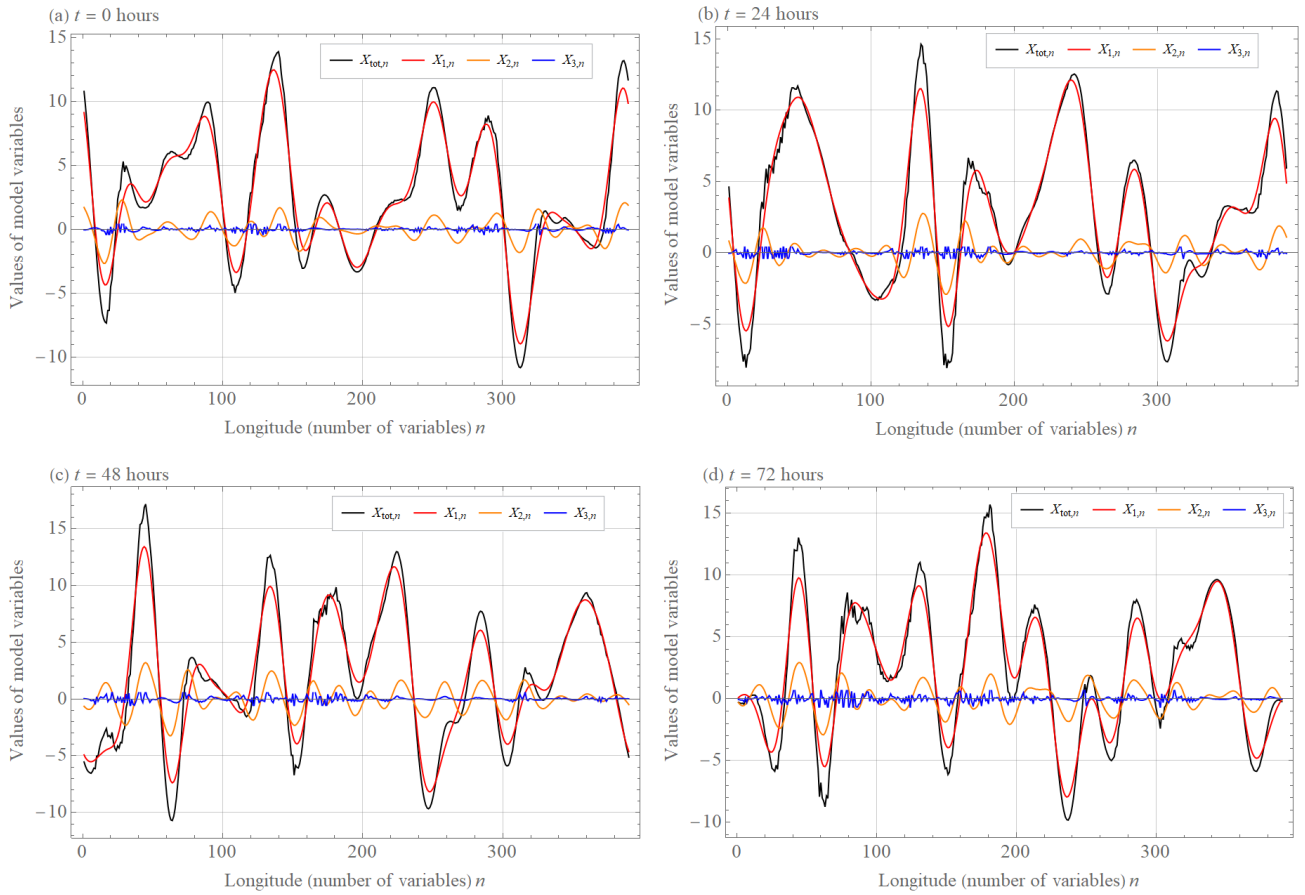 (a) t = 0 hours
Values of model variables
15
10
5
0
−5
−10
X_tot,n X_1,n X_2,n X_3,n
0 100 200 300
Longitude (number of variables) n
(b) t = 24 hours
Values of model variables
15
10
5
0
−5
X_tot,n X_1,n X_2,n X_3,n
0 100 200 300
Longitude (number of variables) n
(c) t = 48 hours
Values of model variables
15
10
5
0
−5
−10
X_tot,n X_1,n X_2,n X_3,n
0 100 200 300
Longitude (number of variables) n
(d) t = 72 hours
Values of model variables
15
10
5
0
−5
−10
X_tot,n X_1,n X_2,n X_3,n
0 100 200 300
Longitude (number of variables) n